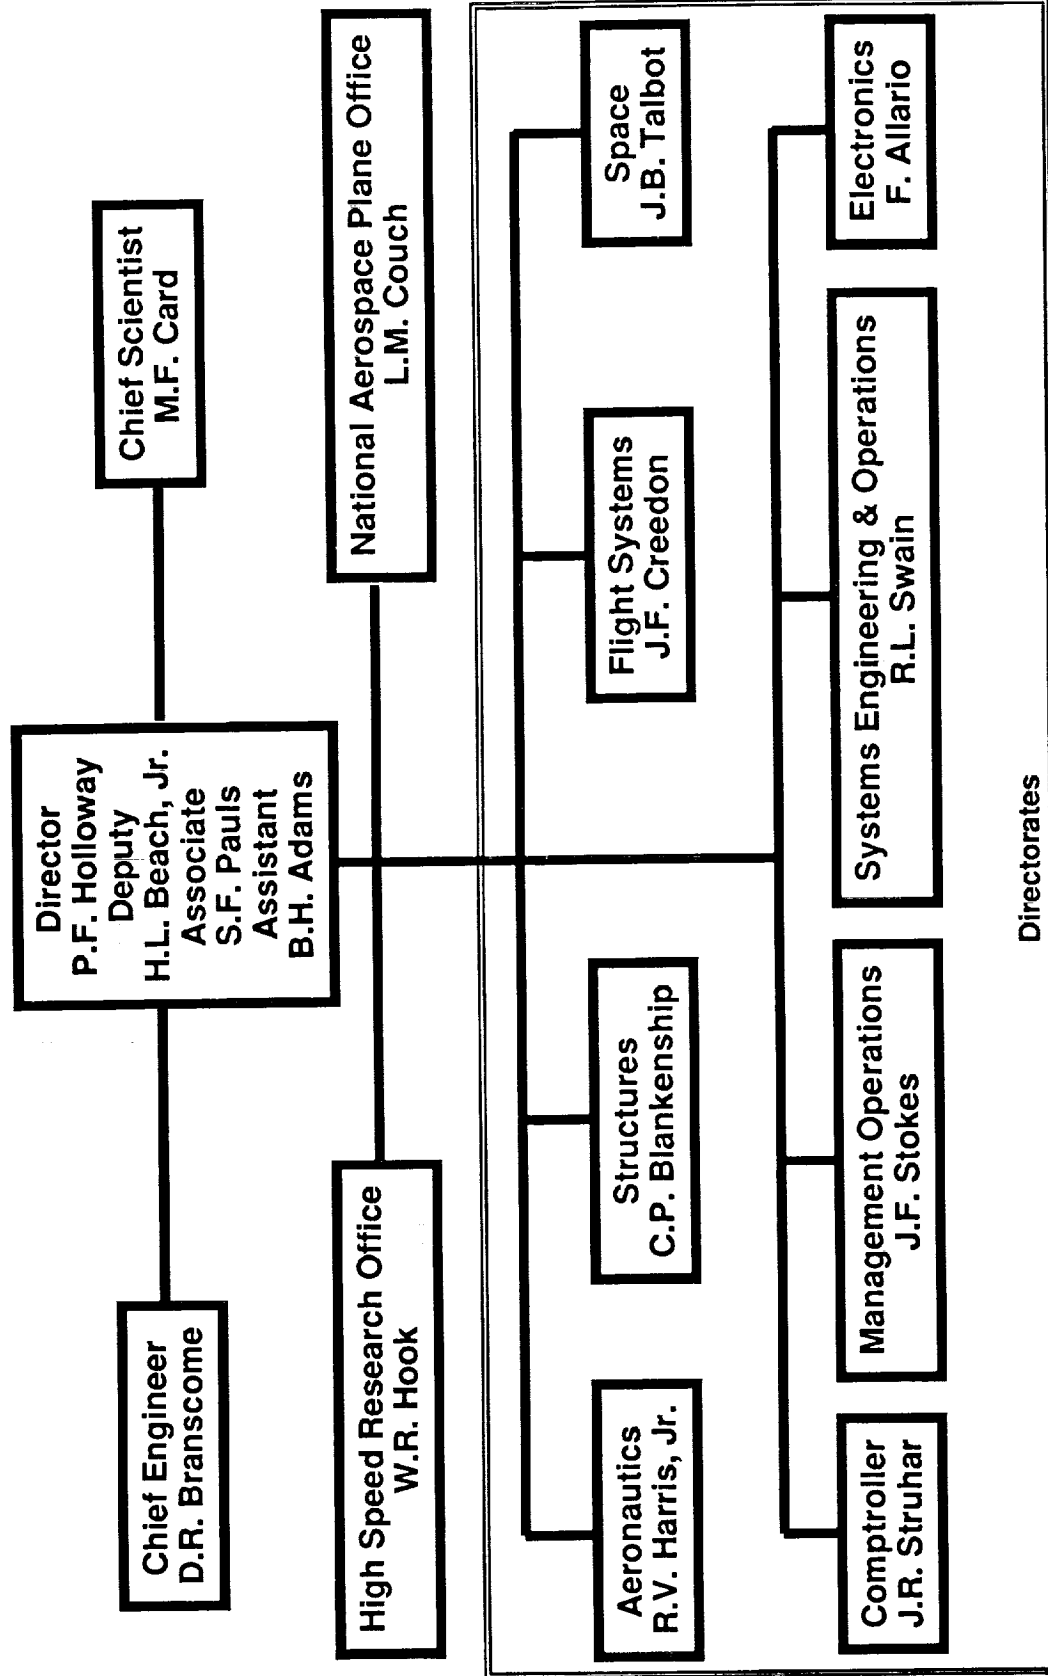 Director
P.F. Holloway
Deputy
H.L. Beach, Jr.
Associate
S.F. Pauls
Assistant
B.H. Adams
Chief Engineer
D.R. Branscome
Chief Scientist
M.F. Card
High Speed Research Office
W.R. Hook
National Aerospace Plane Office
L.M. Couch
Aeronautics
R.V. Harris, Jr.
Structures
C.P. Blankenship
Flight Systems
J.F. Creedon
Space
J.B. Talbot
Comptroller
J.R. Struhar
Management Operations
J.F. Stokes
Systems Engineering & Operations
R.L. Swain
Electronics
F. Allario
Directorates